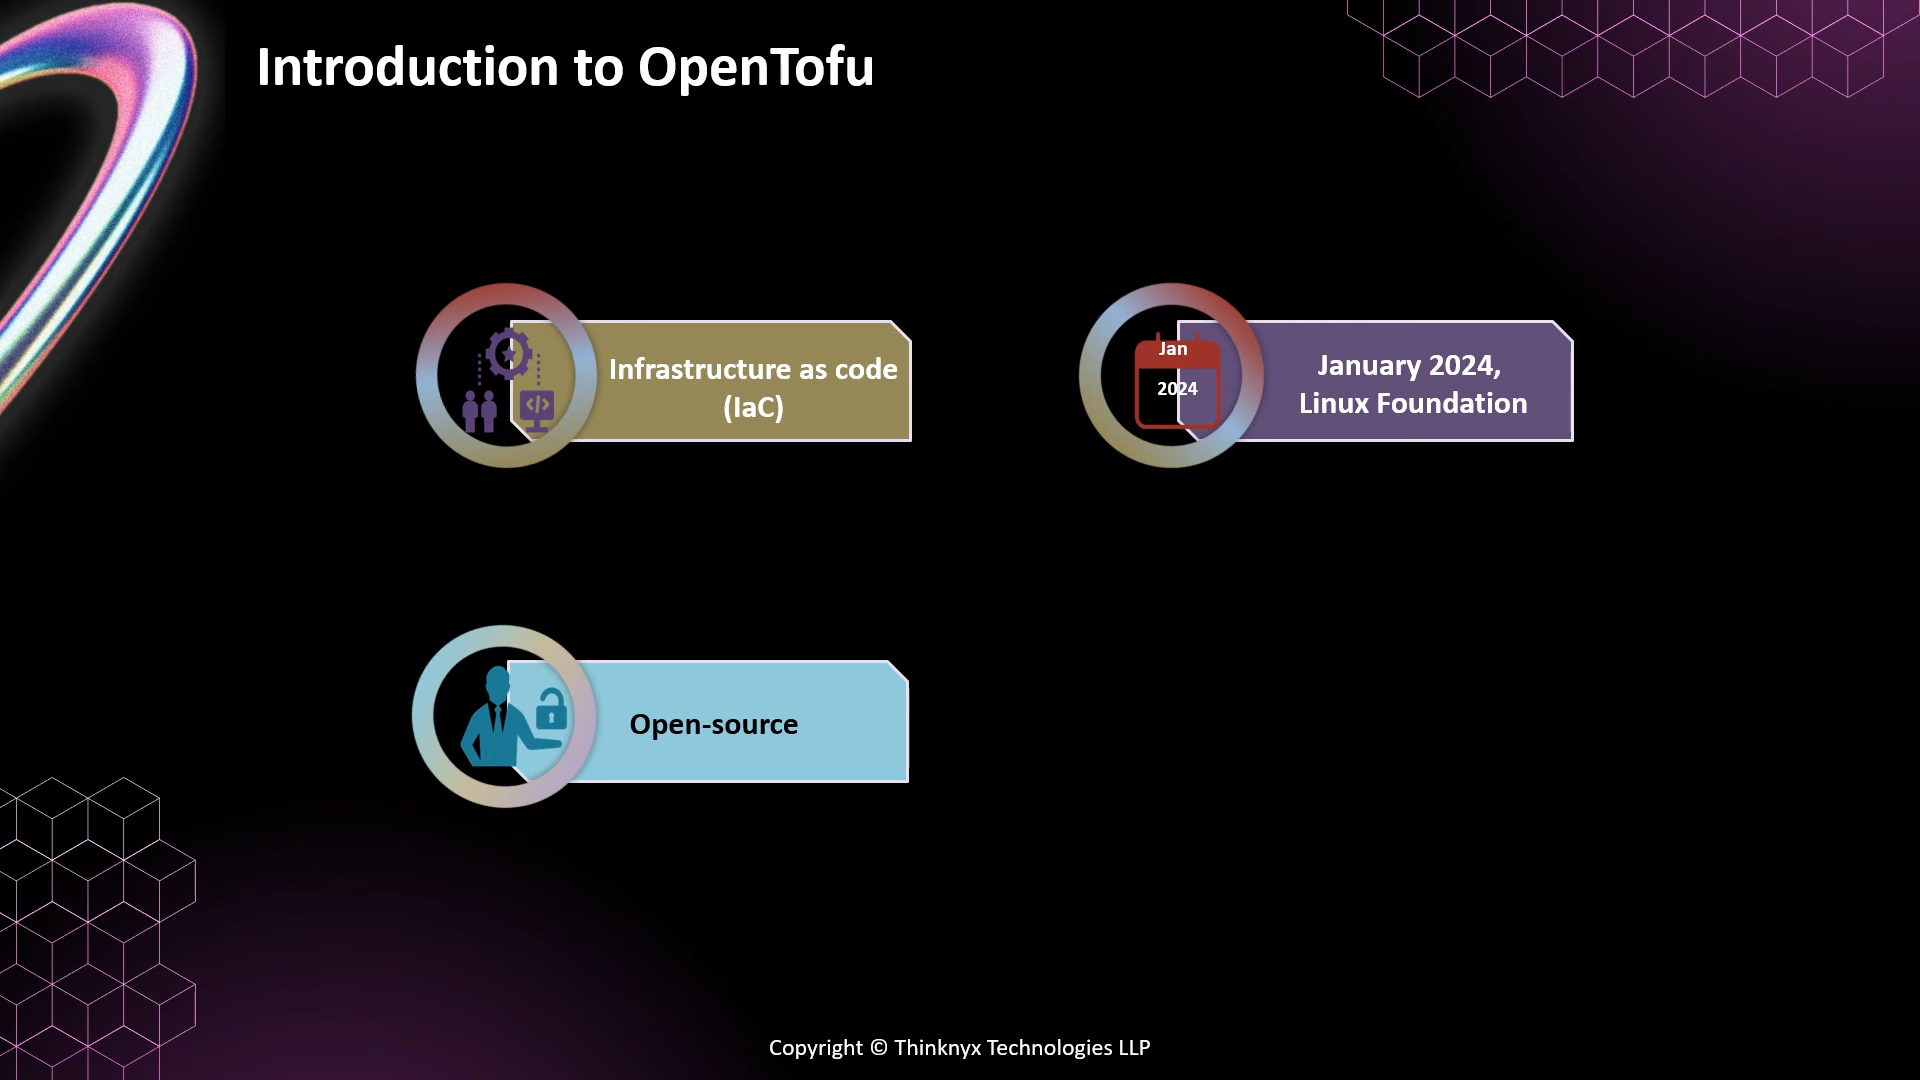 Introduction to OpenTofu
Infrastructure as code
(IaC)
Jan
2024
January 2024,
Linux Foundation
Open-source
Copyright © Thinknyx Technologies LLP